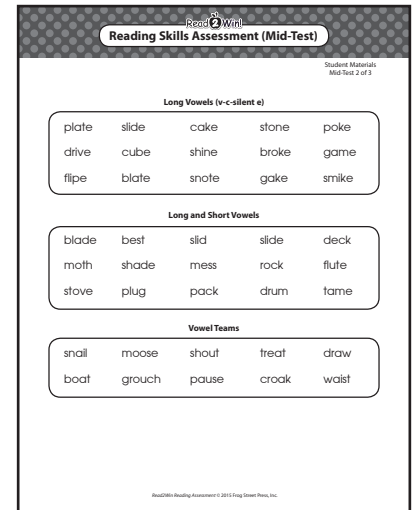 Read 2 Win!
Reading Skills Assessment (Mid-Test)
Student Materials
Mid-Test 2 of 3
Long Vowels (v-c-silent e)
plate slide cake stone poke
drive cube shine broke game
flipe blate snote gake smike
Long and Short Vowels
blade best slid slide deck
moth shade mess rock flute
stove plug pack drum tame
Vowel Teams
snail moose shout treat draw
boat grouch pause croak waist
Read2Win Reading Assessment © 2015 Frog Street Press, Inc.